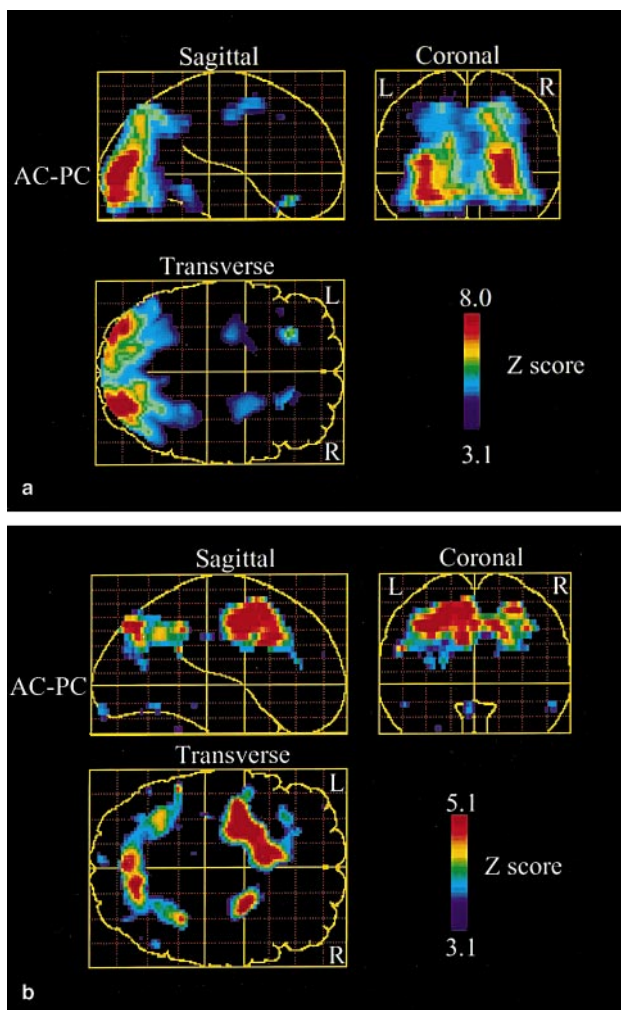 Sagittal
Coronal
L
R
AC-PC
Transverse
L
R
8.0
Z score
3.1
a
Sagittal
Coronal
L
R
AC-PC
Transverse
L
R
5.1
Z score
3.1
b